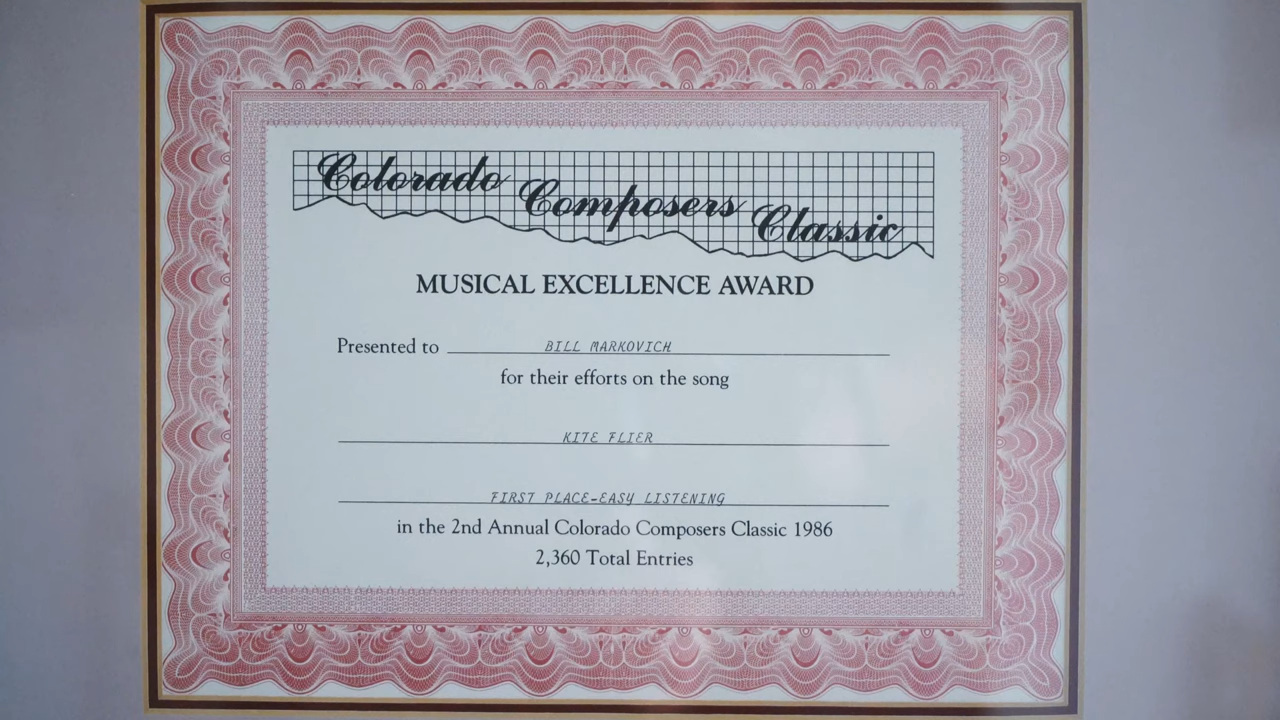 Colorado Composers Classic
MUSICAL EXCELLENCE AWARD
Presented to BILL MARKOVICH
for their efforts on the song
KITE FLIER
FIRST PLACE-EASY LISTENING
in the 2nd Annual Colorado Composers Classic 1986
2,360 Total Entries